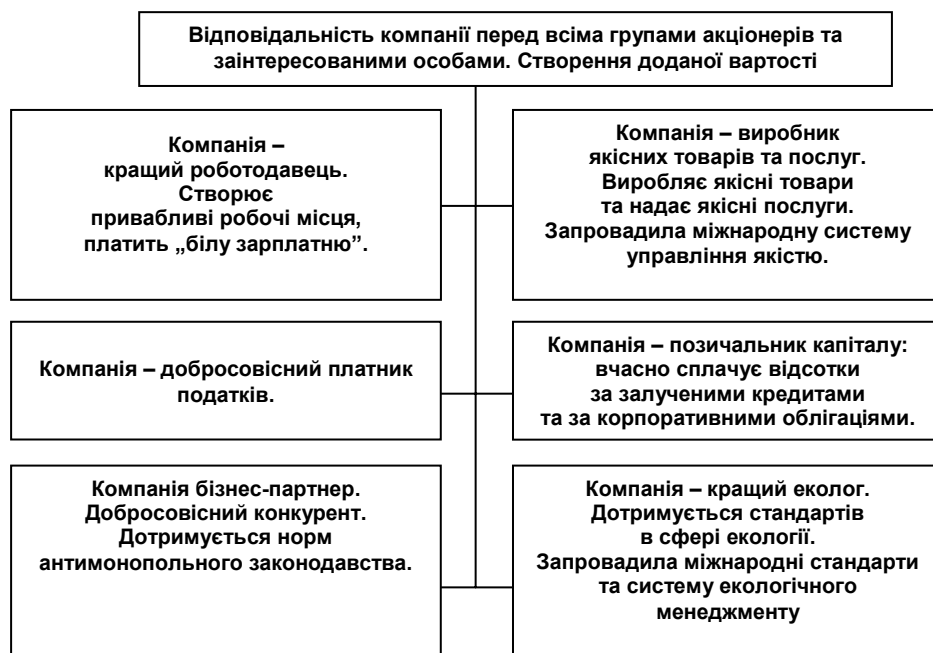 Відповідальність компанії перед всіма групами акціонерів та
заінтересованими особами. Створення доданої вартості
Компанія –
кращий роботодавець.
Створює
привабливі робочі місця,
платить „білу зарплатню”.
Компанія – виробник
якісних товарів та послуг.
Виробляє якісні товари
та надає якісні послуги.
Запровадила міжнародну систему
управління якістю.
Компанія – добросовісний платник
податків.
Компанія – позичальник капіталу:
вчасно сплачує відсотки
за залученими кредитами
та за корпоративними облігаціями.
Компанія бізнес-партнер.
Добросовісний конкурент.
Дотримується норм
антимонопольного законодавства.
Компанія – кращий еколог.
Дотримується стандартів
в сфері екології.
Запровадила міжнародні стандарти
та систему екологічного
менеджменту